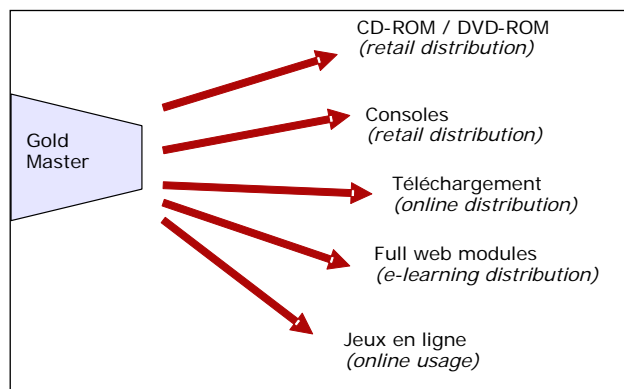 Gold
Master
CD-ROM / DVD-ROM
(retail distribution)
Consoles
(retail distribution)
Téléchargement
(online distribution)
Full web modules
(e-learning distribution)
Jeux en ligne
(online usage)